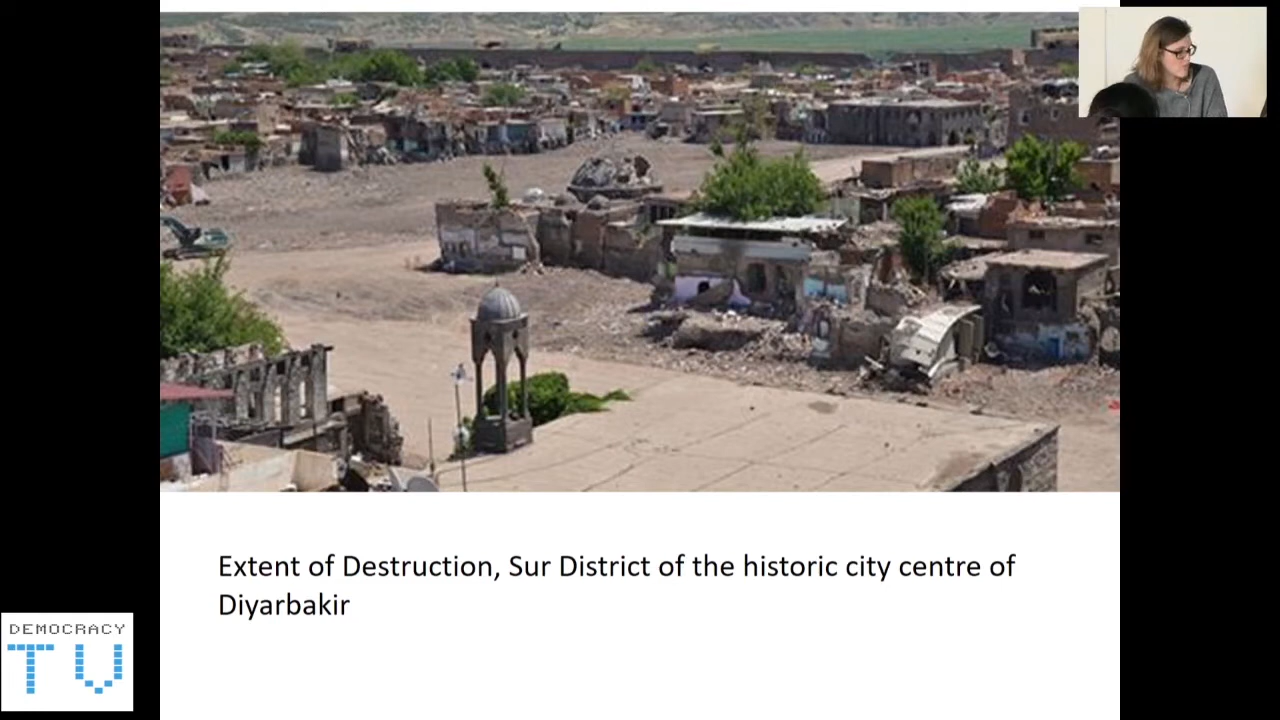 Extent of Destruction, Sur District of the historic city centre of
Diyarbakir
DEMOCRACY
TV